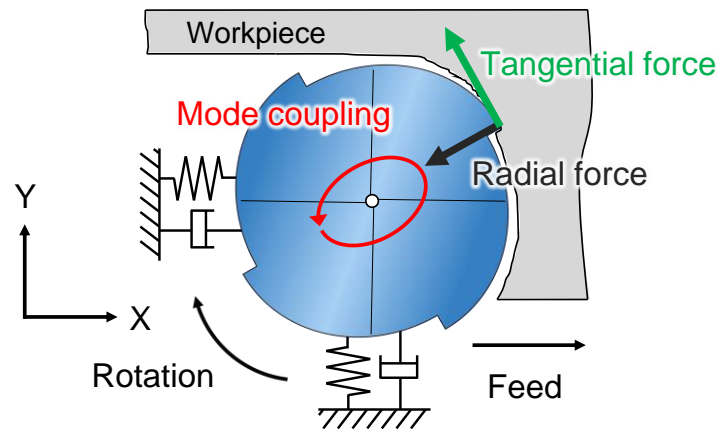 Workpiece
Tangential force
Mode coupling
Radial force
Y
X
Rotation
Feed